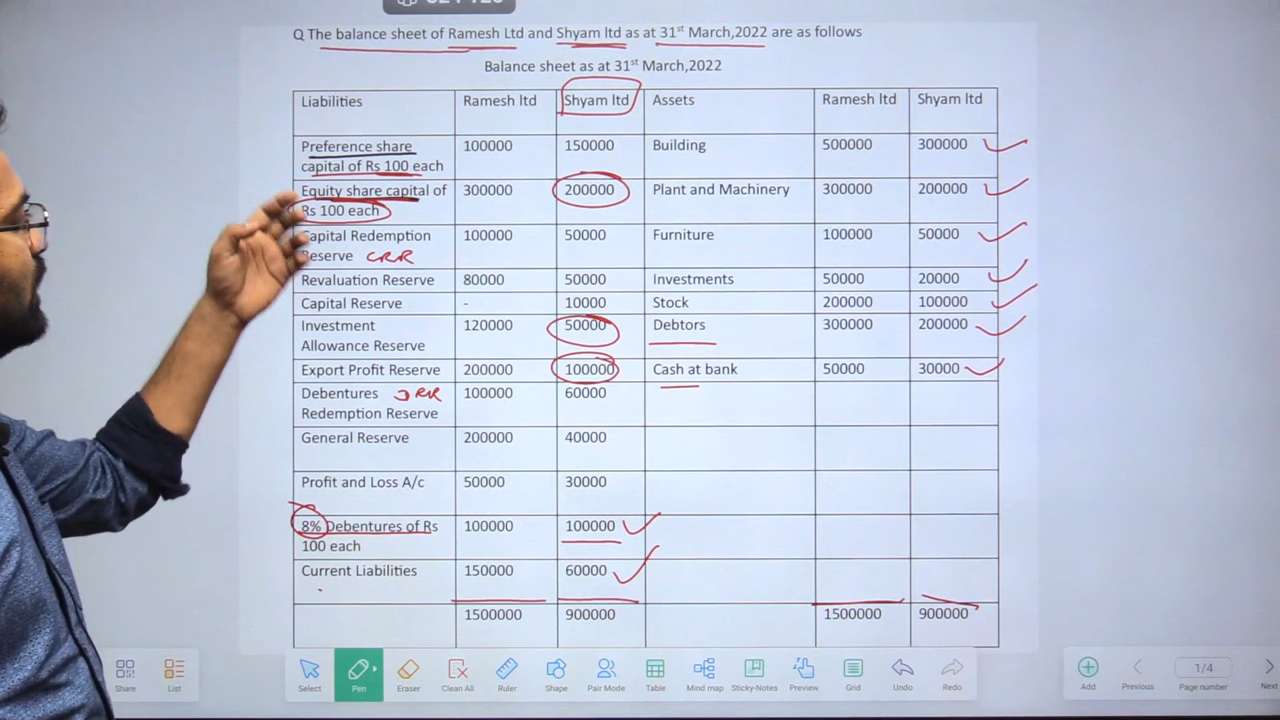 Q The balance sheet of Ramesh Ltd and Shyam ltd as at 31st March,2022 are as follows
Balance sheet as at 31st March,2022
Liabilities Ramesh ltd Shyam ltd Assets Ramesh ltd Shyam ltd
Preference share 100000 150000 Building 500000 300000
capital of Rs 100 each
Equity share capital of 300000 200000 Plant and Machinery 300000 200000
Rs 100 each
Capital Redemption 100000 50000 Furniture 100000 50000
Reserve CRR
Revaluation Reserve 80000 50000 Investments 50000 20000
Capital Reserve - 10000 Stock 200000 100000
Investment 120000 50000 Debtors 300000 200000
Allowance Reserve
Export Profit Reserve 200000 100000 Cash at bank 50000 30000
Debentures DRR 100000 60000
Redemption Reserve
General Reserve 200000 40000
Profit and Loss A/c 50000 30000
8% Debentures of Rs 100000 100000
100 each
Current Liabilities 150000 60000
1500000 900000 1500000 900000
Share List Select Pen Eraser Clean All Ruler Shape Pair Mode Table Mind map Sticky-Notes Preview Grid Undo Redo Add Previous 1/4 Page number Next